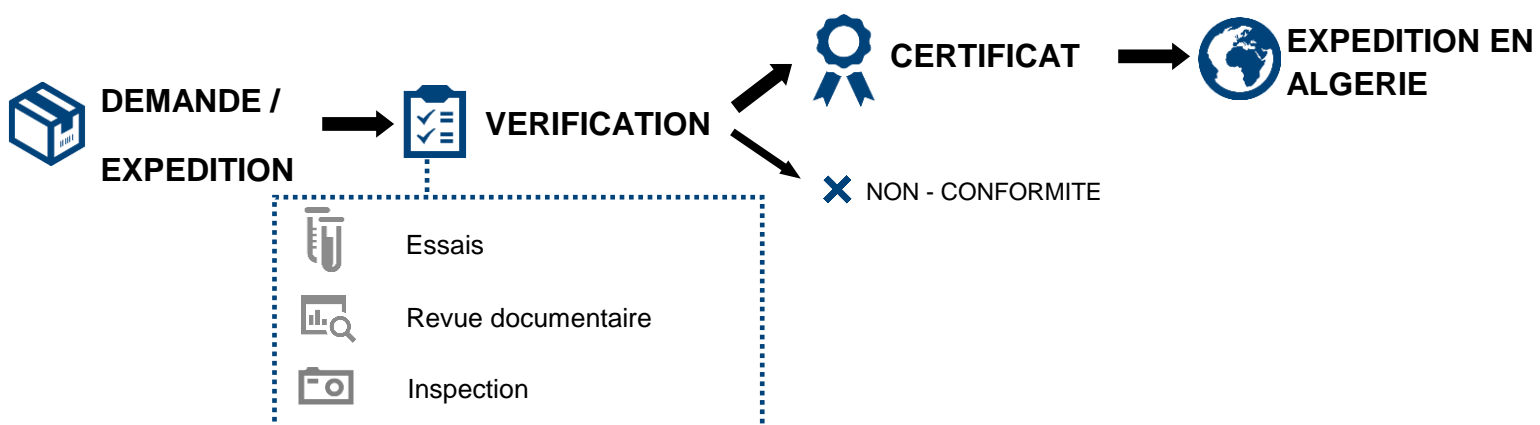 DEMANDE /
EXPEDITION
VERIFICATION
CERTIFICAT
EXPEDITION EN
ALGERIE
NON - CONFORMITE
Essais
Revue documentaire
Inspection